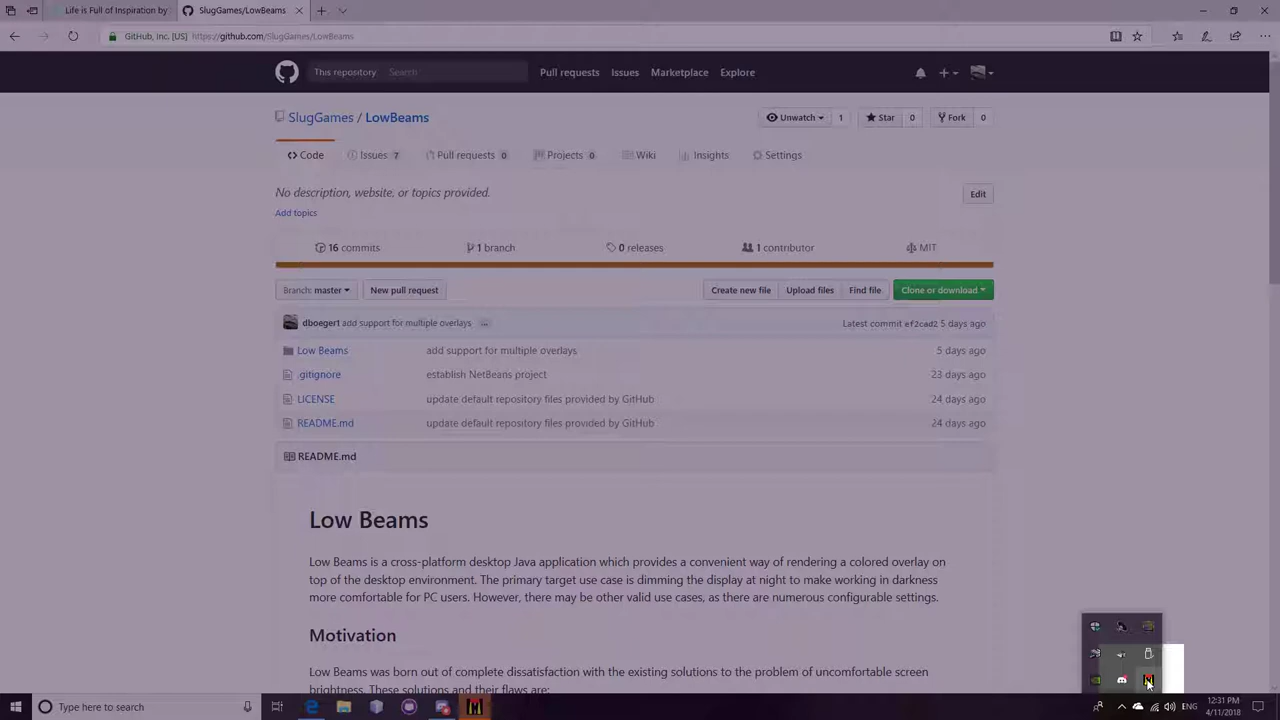 Life is Full of Inspiration by
SlugGames/LowBeams
GitHub, Inc. [US] https://github.com/SlugGames/LowBeams
This repository Search Pull requests Issues Marketplace Explore
SlugGames / LowBeams
Unwatch 1 Star 0 Fork 0
Code Issues 7 Pull requests 0 Projects 0 Wiki Insights Settings
No description, website, or topics provided.
Edit
Add topics
16 commits 1 branch 0 releases 1 contributor MIT
Branch: master New pull request Create new file Upload files Find file Clone or download
dboeger1 add support for multiple overlays ... Latest commit ef2cad2 5 days ago
Low Beams add support for multiple overlays 5 days ago
.gitignore establish NetBeans project 23 days ago
LICENSE update default repository files provided by GitHub 24 days ago
README.md update default repository files provided by GitHub 24 days ago
README.md
Low Beams
Low Beams is a cross-platform desktop Java application which provides a convenient way of rendering a colored overlay on
top of the desktop environment. The primary target use case is dimming the display at night to make working in darkness
more comfortable for PC users. However, there may be other valid use cases, as there are numerous configurable settings.
Motivation
Low Beams was born out of complete dissatisfaction with the existing solutions to the problem of uncomfortable screen
brightness. These solutions and their flaws are:
Type here to search
ENG
12:31 PM
4/11/2018